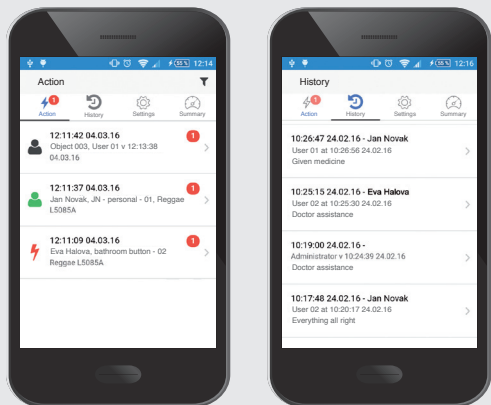 55% 12:14
Action
1
Action History Settings Summary
12:11:42 04.03.16
1
Object 003, User 01 v 12:13:38
04.03.16
12:11:37 04.03.16
1
Jan Novak, JN - personal - 01, Reggae
L5085A
12:11:09 04.03.16
1
Eva Halova, bathroom button - 02
Reggae L5085A
55% 12:16
History
1
Action History Settings Summary
10:26:47 24.02.16 - Jan Novak
User 01 at 10:26:56 24.02.16
Given medicine
10:25:15 24.02.16 - Eva Halova
User 02 at 10:25:30 24.02.16
Doctor assistance
10:19:00 24.02.16 -
Administrator v 10:24:39 24.02.16
Doctor assistance
10:17:48 24.02.16 - Jan Novak
User 02 at 10:20:17 24.02.16
Everything all right